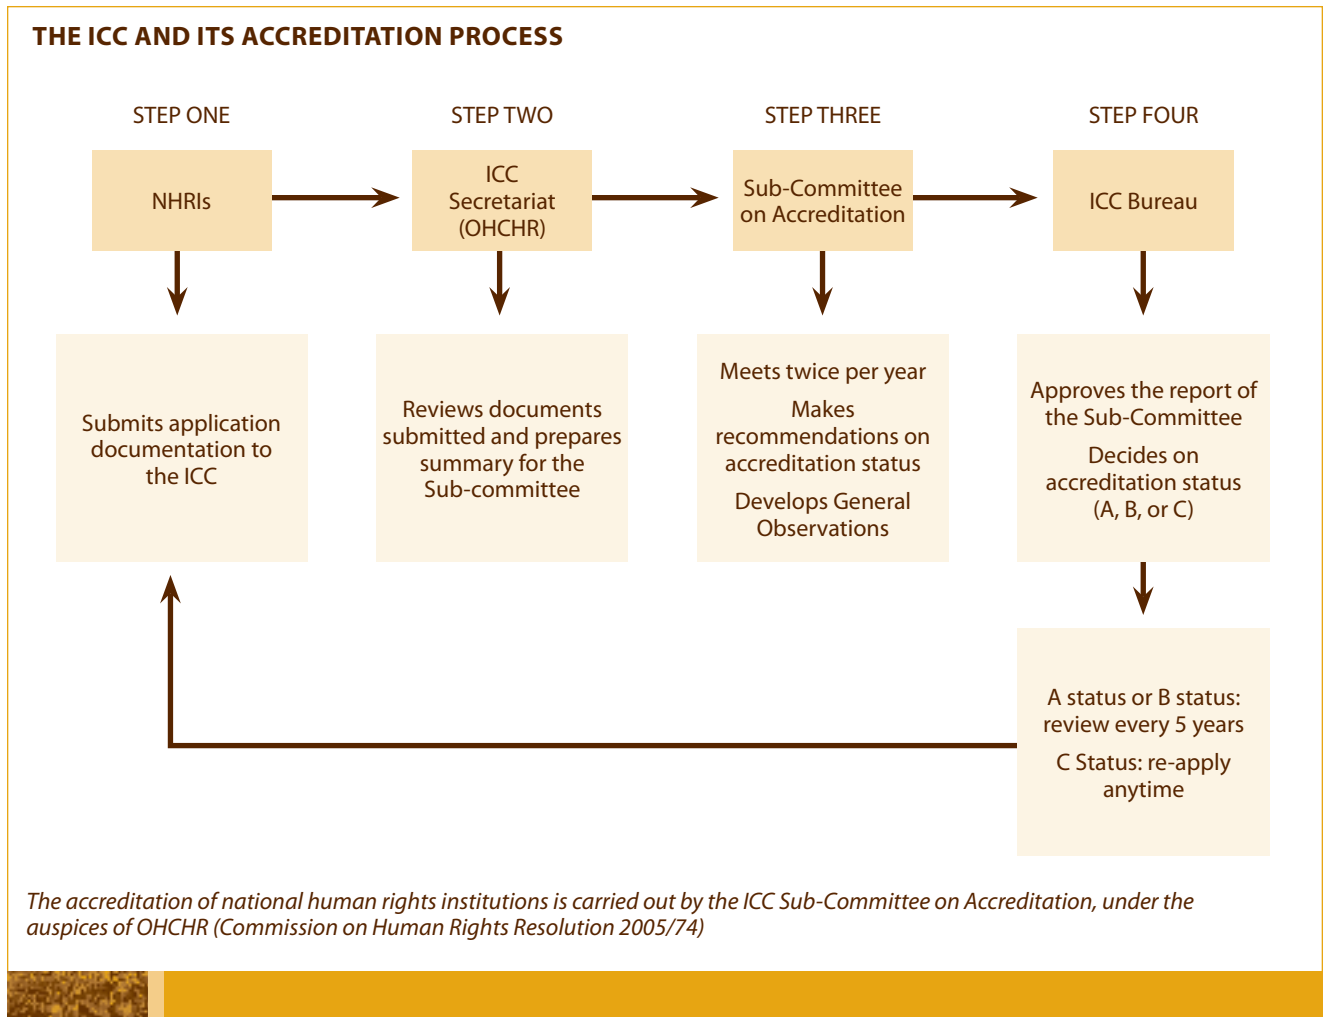 THE ICC AND ITS ACCREDITATION PROCESS
STEP ONE
STEP TWO
STEP THREE
STEP FOUR
NHRIs
ICC
Secretariat
(OHCHR)
Sub-Committee
on Accreditation
ICC Bureau
Submits application
documentation to
the ICC
Reviews documents
submitted and prepares
summary for the
Sub-committee
Meets twice per year
Makes
recommendations on
accreditation status
Develops General
Observations
Approves the report of
the Sub-Committee
Decides on
accreditation status
(A, B, or C)
A status or B status:
review every 5 years
C Status: re-apply
anytime
The accreditation of national human rights institutions is carried out by the ICC Sub-Committee on Accreditation, under the
auspices of OHCHR (Commission on Human Rights Resolution 2005/74)